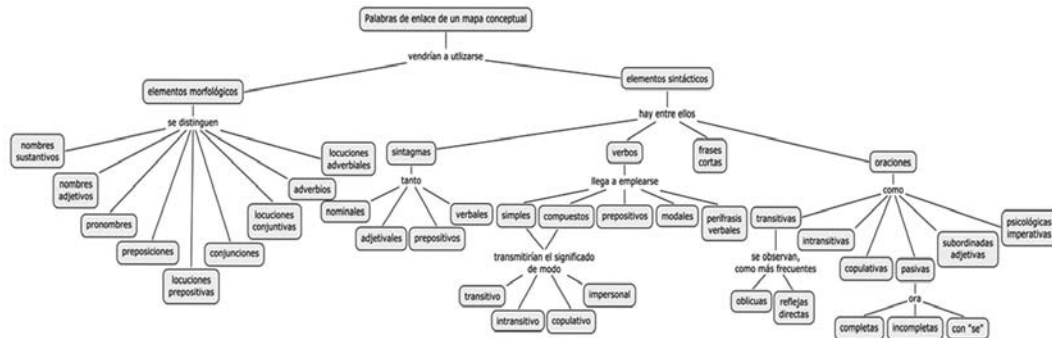 Palabras de enlace de un mapa conceptual
vendrían a utlizarse
elementos morfológicos
elementos sintácticos
se distinguen
hay entre ellos
nombres
sustantivos
nombres
adjetivos
pronombres
preposiciones
locuciones
prepositivas
conjunciones
locuciones
conjuntivas
adverbios
locuciones
adverbiales
sintagmas
tanto
nominales
adjetivales
prepositivos
verbales
verbos
llega a emplearse
simples
compuestos
prepositivos
modales
perífrasis
verbales
transmitirían el significado
de modo
transitivo
intransitivo
copulativo
impersonal
frases
cortas
oraciones
como
transitivas
intransitivas
copulativas
pasivas
subordinadas
adjetivas
psicológicas
imperativas
se observan,
como más frecuentes
oblicuas
reflejas
directas
ora
completas
incompletas
con "se"